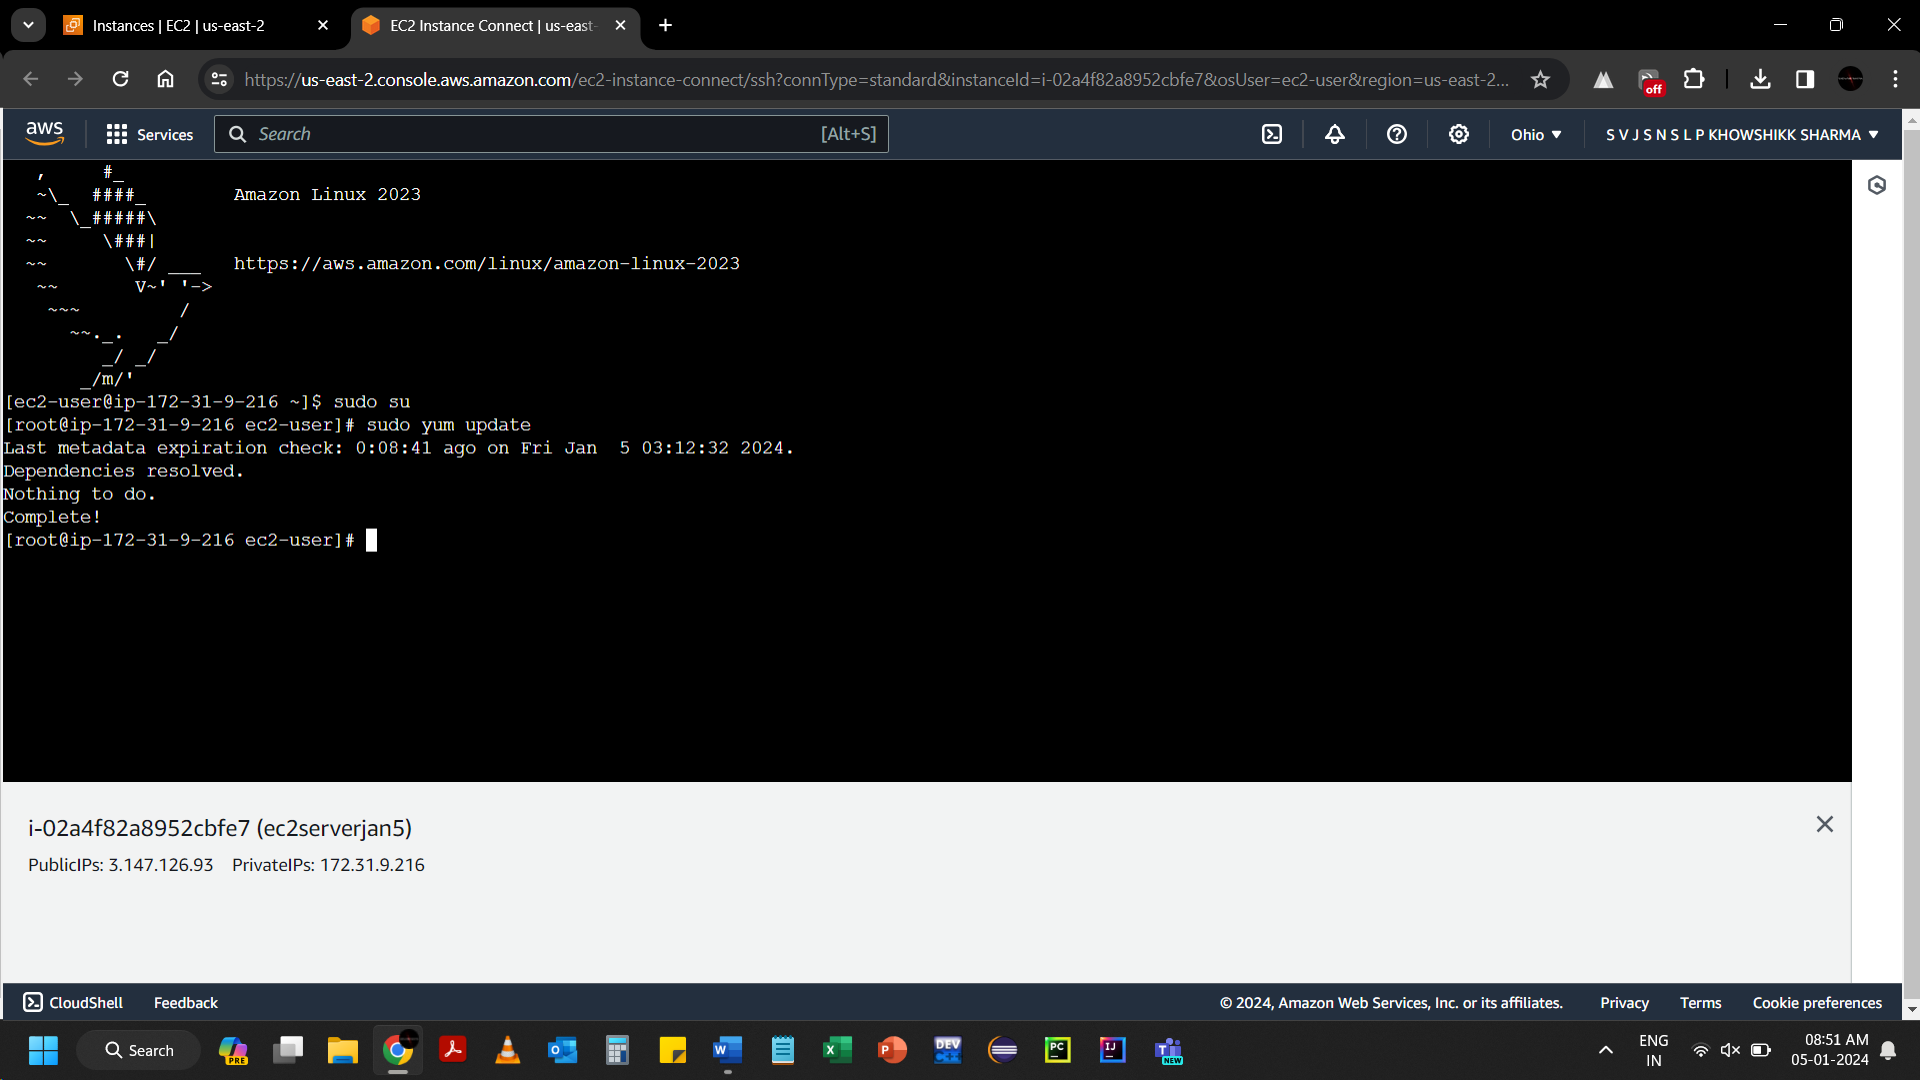 Instances | EC2 | us-east-2
EC2 Instance Connect | us-east-
https://us-east-2.console.aws.amazon.com/ec2-instance-connect/ssh?connType=standard&instanceId=i-02a4f82a8952cbfe7&osUser=ec2-user&region=us-east-2...
off
aws
Services
Search
[Alt+S]
Ohio
S V J S N S L P KHOWSHIKK SHARMA
   ,     #_
   ~\_  ####_        Amazon Linux 2023
  ~~  \_#####\
  ~~     \###|
  ~~       \#/ ___   https://aws.amazon.com/linux/amazon-linux-2023
   ~~       V~' '->
    ~~~         /
      ~~._.   _/
         _/ _/
       _/m/'
[ec2-user@ip-172-31-9-216 ~]$ sudo su
[root@ip-172-31-9-216 ec2-user]# sudo yum update
Last metadata expiration check: 0:08:41 ago on Fri Jan  5 03:12:32 2024.
Dependencies resolved.
Nothing to do.
Complete!
[root@ip-172-31-9-216 ec2-user]#
i-02a4f82a8952cbfe7 (ec2serverjan5)
PublicIPs: 3.147.126.93 PrivateIPs: 172.31.9.216
CloudShell
Feedback
© 2024, Amazon Web Services, Inc. or its affiliates.
Privacy
Terms
Cookie preferences
Search
PRE
DEV
C++
PC
IJ
NEW
ENG
IN
08:51 AM
05-01-2024